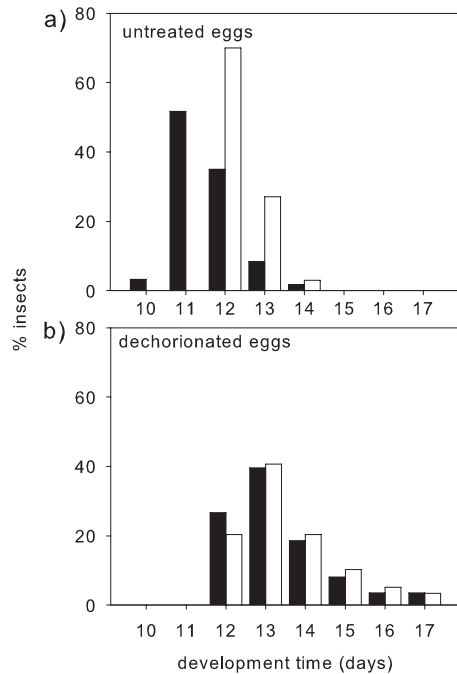 a)
untreated eggs
80
60
40
20
0
10 11 12 13 14 15 16 17
% insects
b)
dechorionated eggs
80
60
40
20
0
10 11 12 13 14 15 16 17
development time (days)